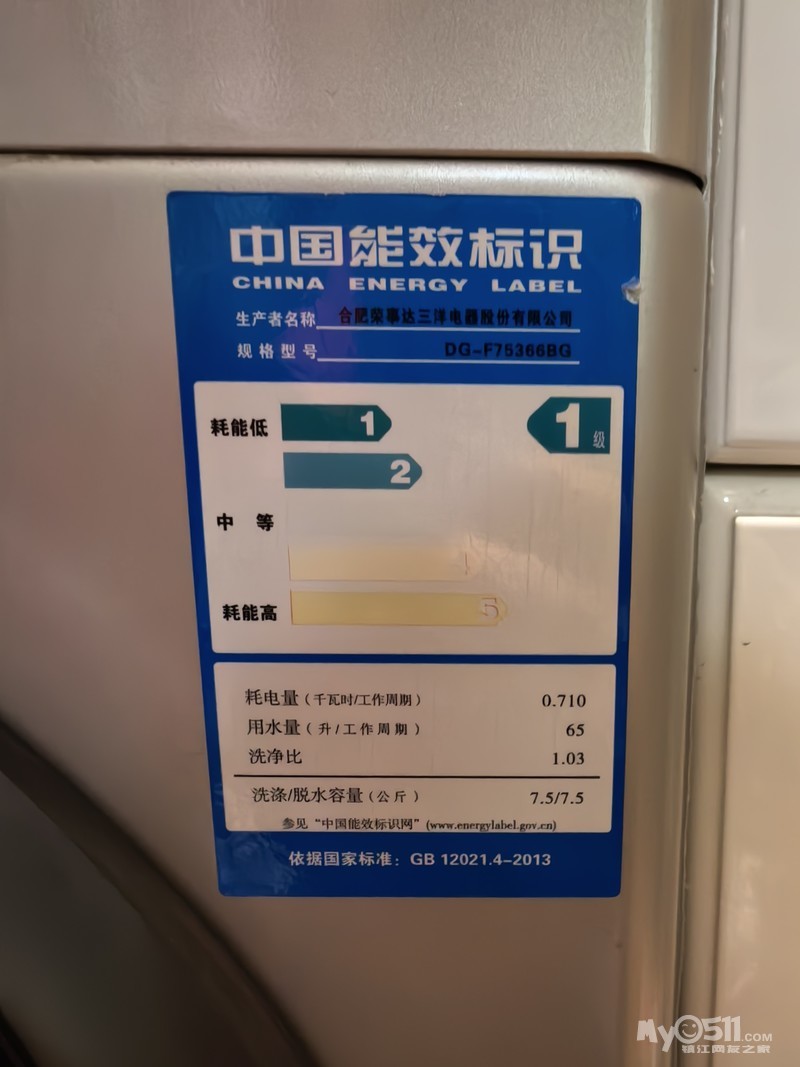 中国能效标识
CHINA ENERGY LABEL
生产者名称 合肥荣事达三洋电器股份有限公司
规格型号 DG-F75366BG
耗能低 1 1级
2
中等
耗能高 5
耗电量(千瓦时/工作周期) 0.710
用水量(升/工作周期) 65
洗净比 1.03
洗涤/脱水容量(公斤) 7.5/7.5
参见“中国能效标识网”(www.energylabel.gov.cn)
依据国家标准：GB 12021.4-2013
My0511.COM
镇江网友之家